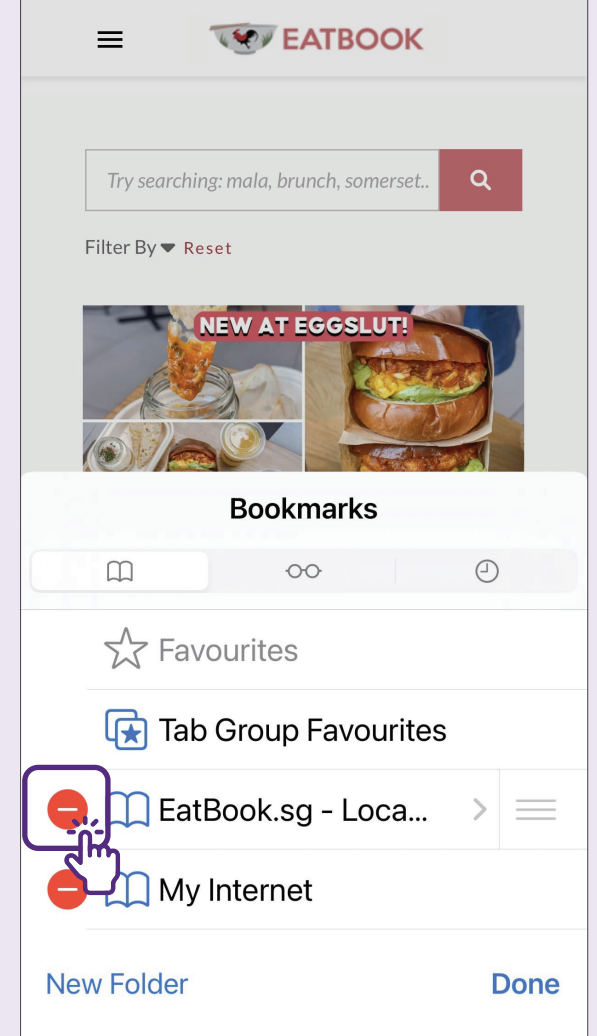 EATBOOK
Try searching: mala, brunch, somerset..
Filter By Reset
NEW AT EGGSLUT!
Bookmarks
Favourites
Tab Group Favourites
EatBook.sg - Loca...
My Internet
New Folder Done